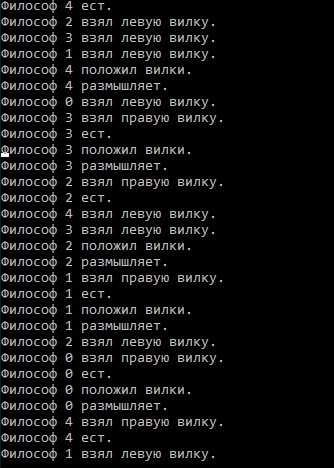 Философ 4 ест.
Философ 2 взял левую вилку.
Философ 3 взял левую вилку.
Философ 1 взял левую вилку.
Философ 4 положил вилки.
Философ 4 размышляет.
Философ 0 взял левую вилку.
Философ 3 взял правую вилку.
Философ 3 ест.
Философ 3 положил вилки.
Философ 3 размышляет.
Философ 2 взял правую вилку.
Философ 2 ест.
Философ 4 взял левую вилку.
Философ 3 взял левую вилку.
Философ 2 положил вилки.
Философ 2 размышляет.
Философ 1 взял правую вилку.
Философ 1 ест.
Философ 1 положил вилки.
Философ 1 размышляет.
Философ 2 взял левую вилку.
Философ 0 взял правую вилку.
Философ 0 ест.
Философ 0 положил вилки.
Философ 0 размышляет.
Философ 4 взял правую вилку.
Философ 4 ест.
Философ 1 взял левую вилку.